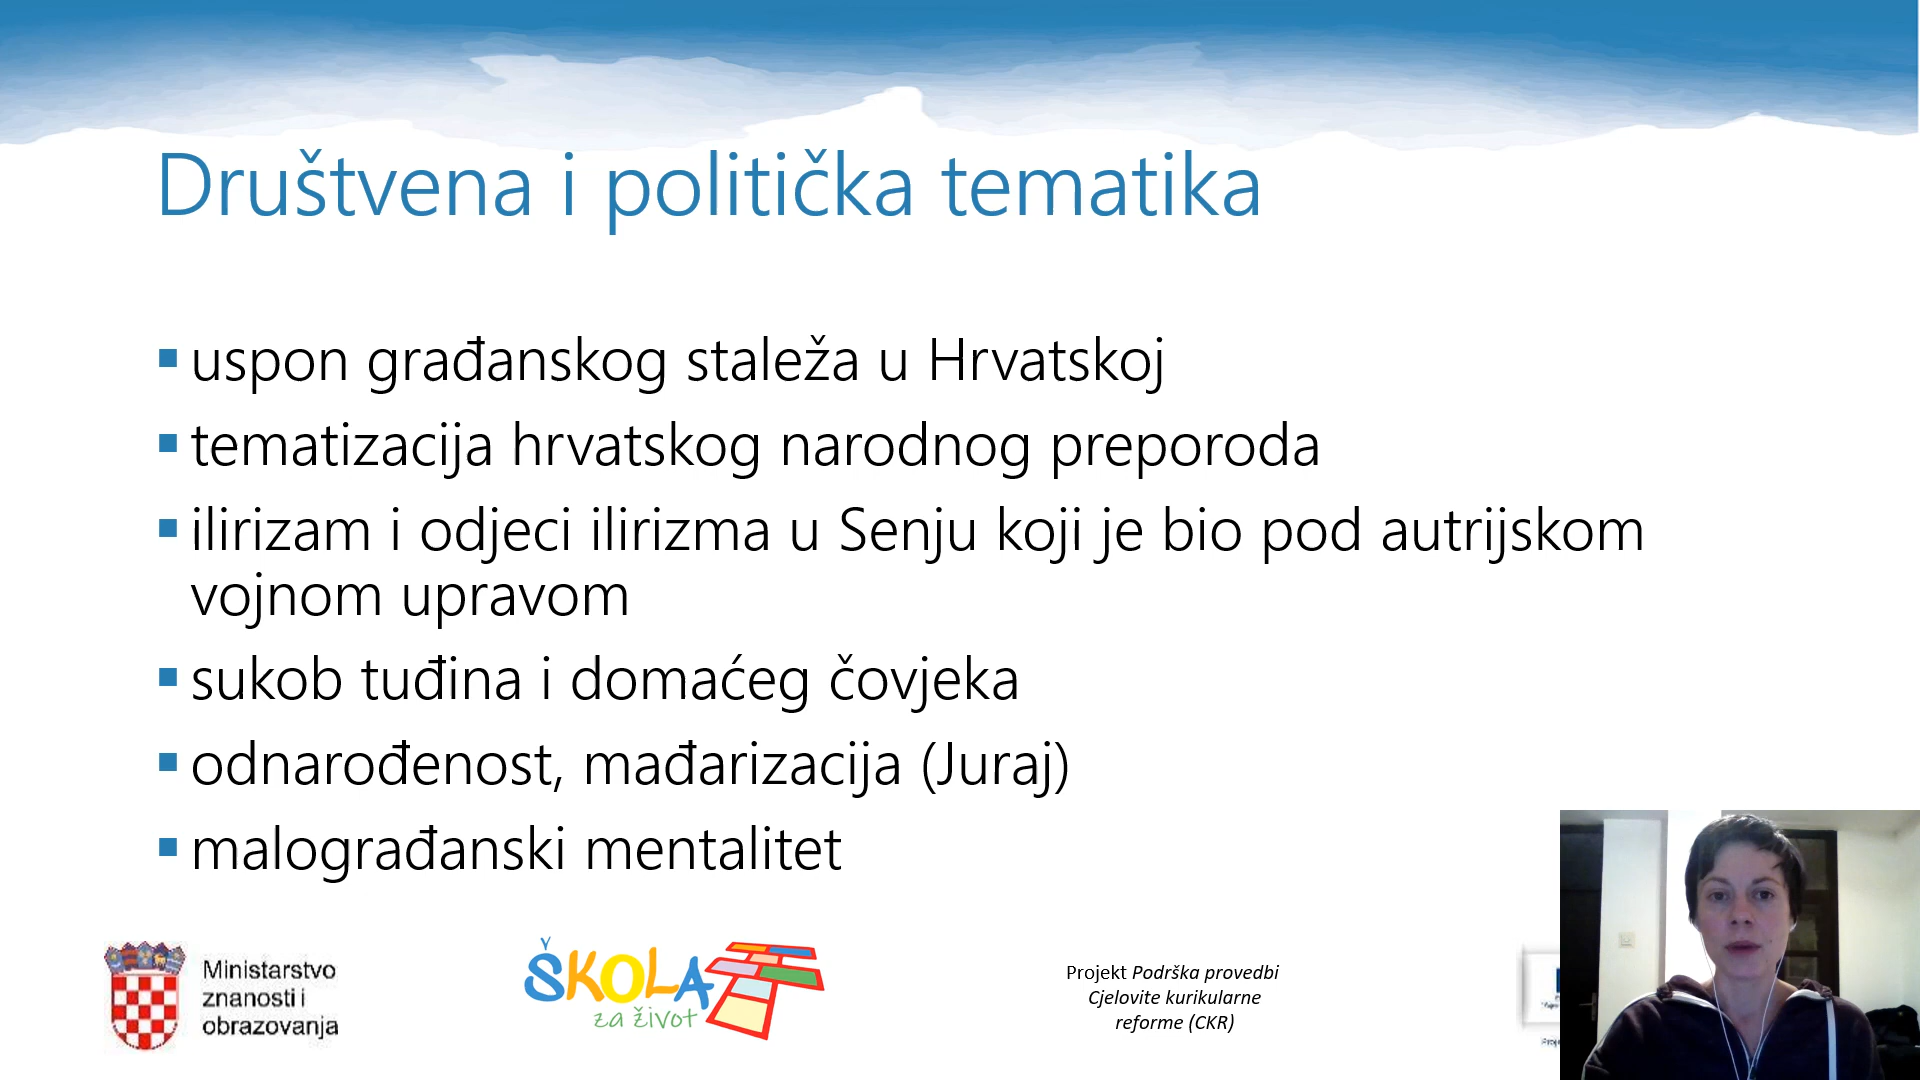 Društvena i politička tematika
uspon građanskog staleža u Hrvatskoj
tematizacija hrvatskog narodnog preporoda
ilirizam i odjeci ilirizma u Senju koji je bio pod autrijskom
vojnom upravom
sukob tuđina i domaćeg čovjeka
odnarođenost, mađarizacija (Juraj)
malograđanski mentalitet
Ministarstvo
znanosti i
obrazovanja
ŠKOLA
za život
Projekt Podrška provedbi
Cjelovite kurikularne
reforme (CKR)